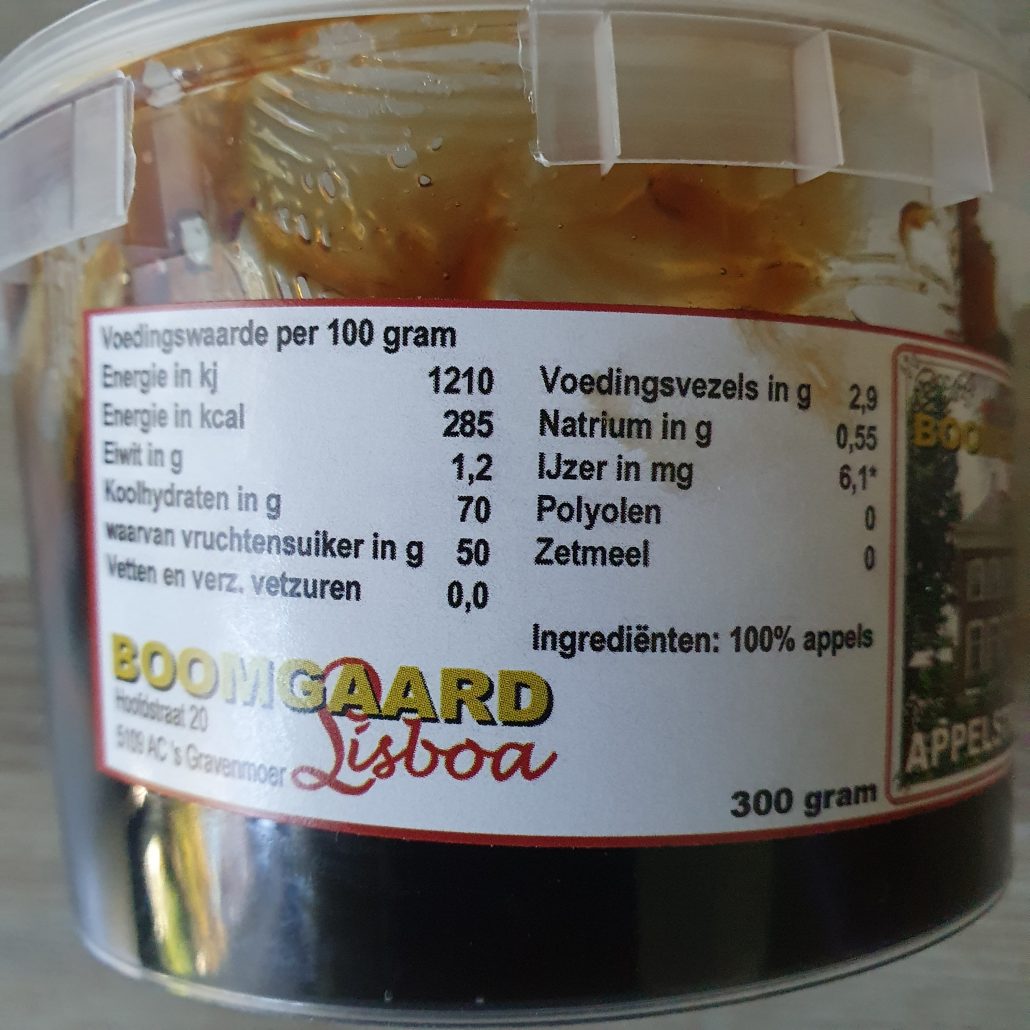 Voedingswaarde per 100 gram
Energie in kj 1210
Energie in kcal 285
Eiwit in g 1,2
Koolhydraten in g 70
waarvan vruchtensuiker in g 50
Vetten en verz. vetzuren 0,0
Voedingsvezels in g 2,9
Natrium in g 0,55
IJzer in mg 6,1*
Polyolen 0
Zetmeel 0
Ingrediënten: 100% appels
BOOMGAARD
Lisboa
Hoofdstraat 20
5109 AC 's Gravenmoer
300 gram